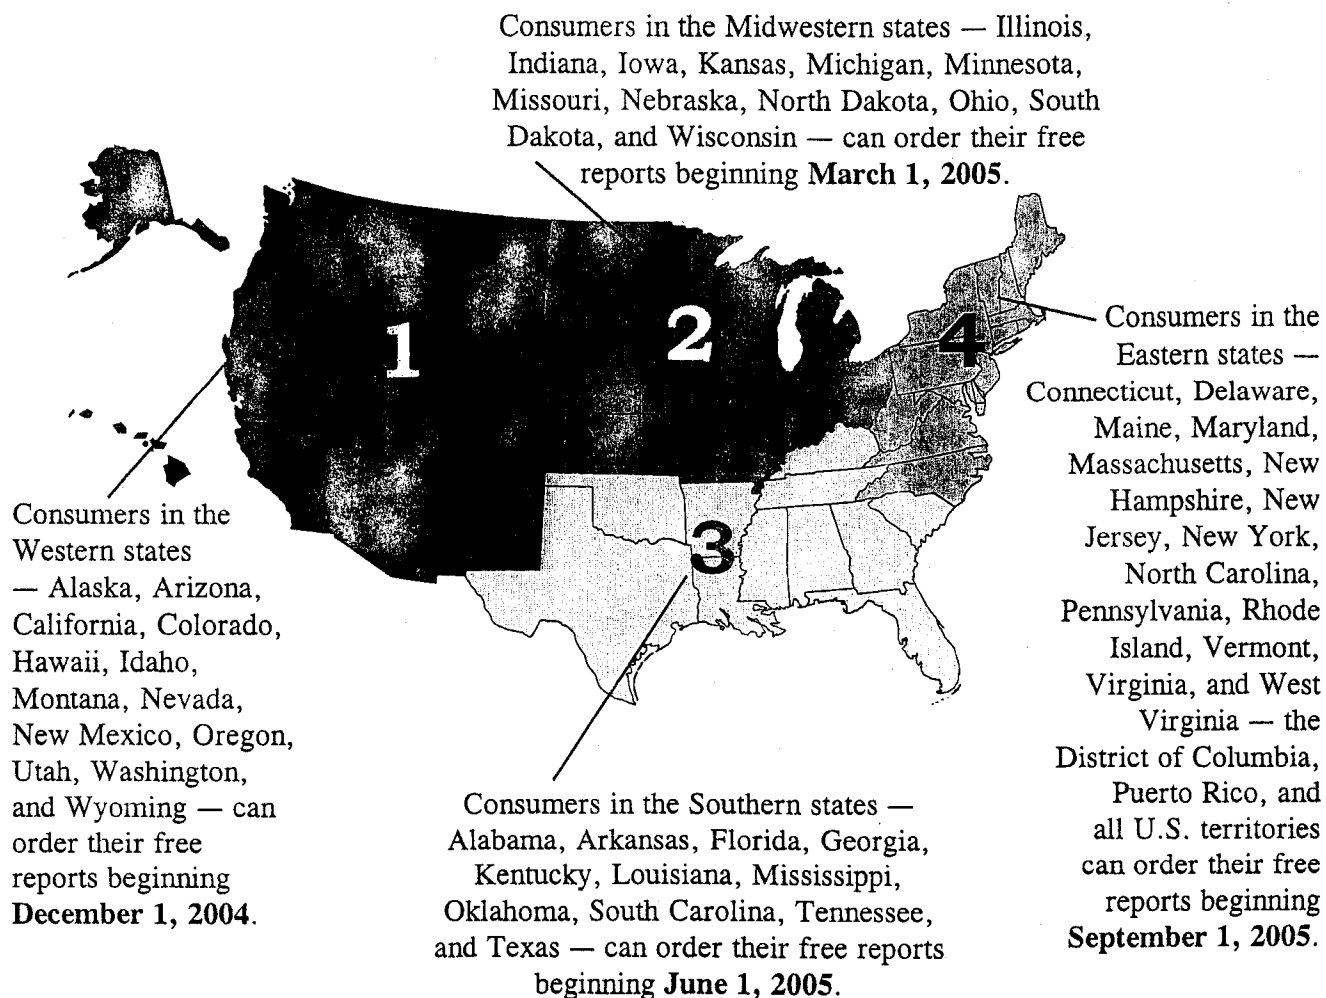 Consumers in the Midwestern states — Illinois,
Indiana, Iowa, Kansas, Michigan, Minnesota,
Missouri, Nebraska, North Dakota, Ohio, South
Dakota, and Wisconsin — can order their free
reports beginning March 1, 2005.
1
2
3
4
Consumers in the
Western states
— Alaska, Arizona,
California, Colorado,
Hawaii, Idaho,
Montana, Nevada,
New Mexico, Oregon,
Utah, Washington,
and Wyoming — can
order their free
reports beginning
December 1, 2004.
Consumers in the Southern states —
Alabama, Arkansas, Florida, Georgia,
Kentucky, Louisiana, Mississippi,
Oklahoma, South Carolina, Tennessee,
and Texas — can order their free reports
beginning June 1, 2005.
Consumers in the
Eastern states —
Connecticut, Delaware,
Maine, Maryland,
Massachusetts, New
Hampshire, New
Jersey, New York,
North Carolina,
Pennsylvania, Rhode
Island, Vermont,
Virginia, and West
Virginia — the
District of Columbia,
Puerto Rico, and
all U.S. territories
can order their free
reports beginning
September 1, 2005.